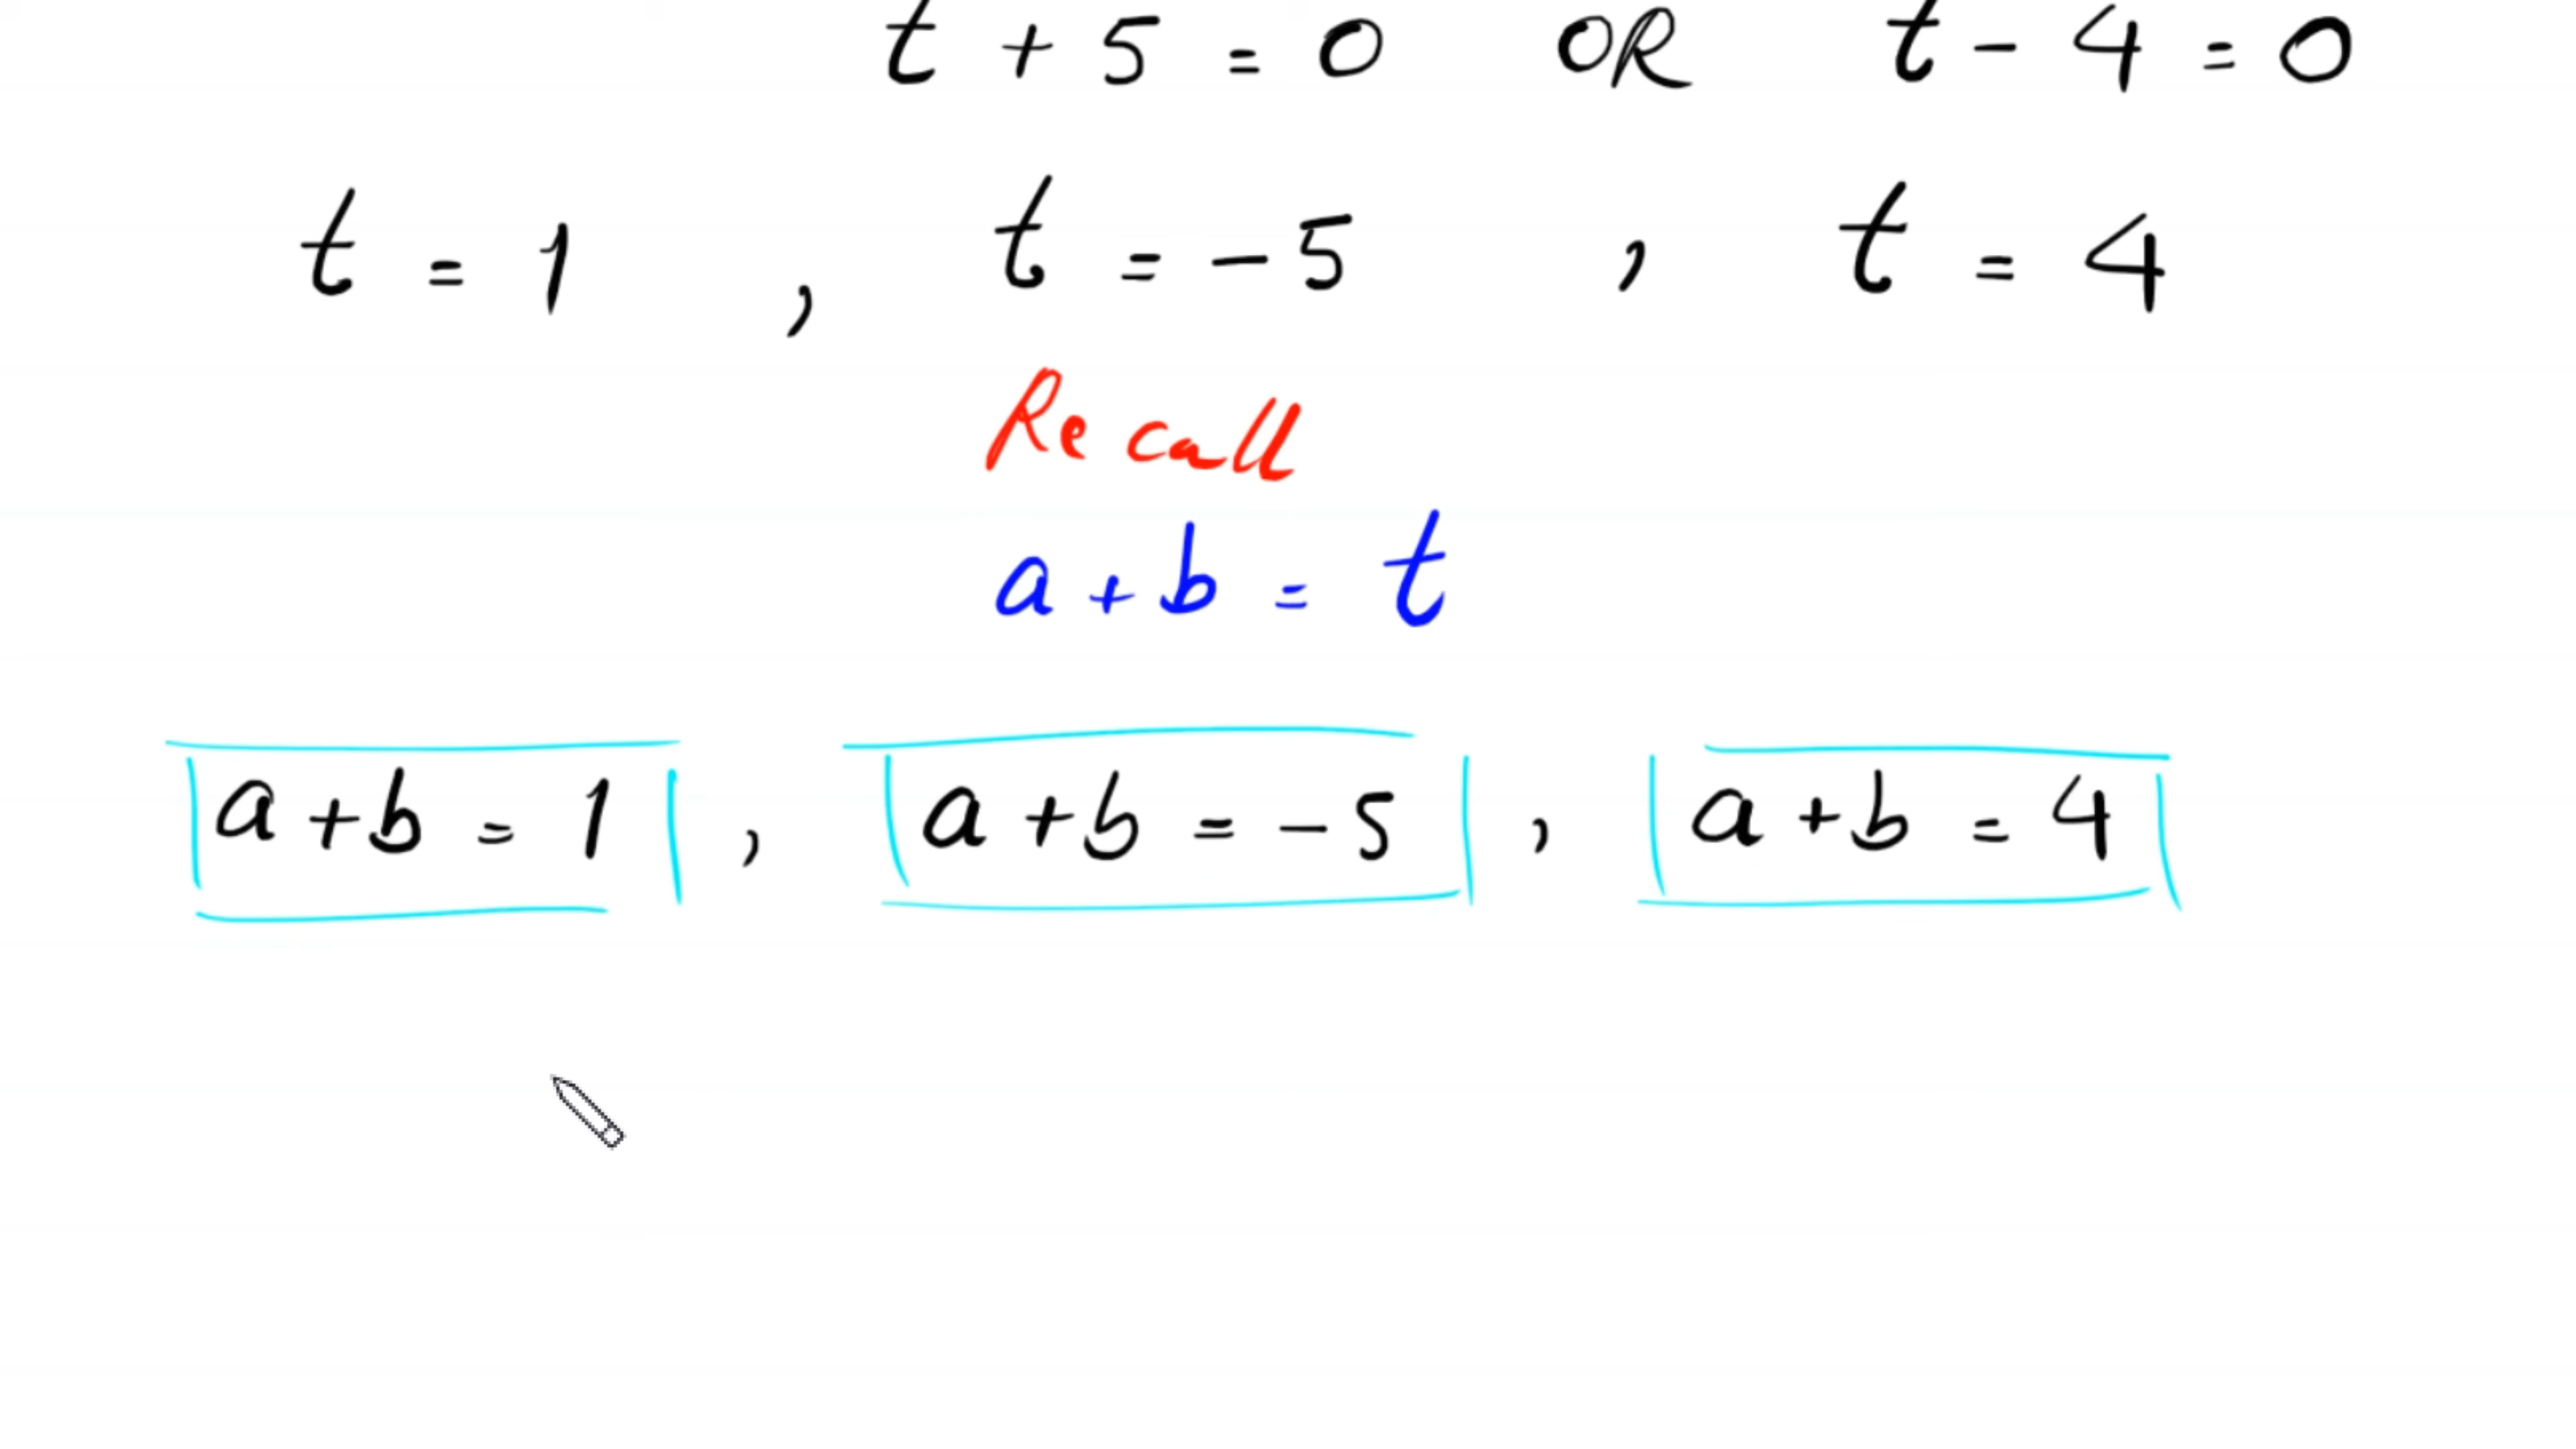 t + 5 = 0 OR t - 4 = 0
t = 1 , t = -5 , t = 4
Recall
a + b = t
a + b = 1 , a + b = -5 , a + b = 4